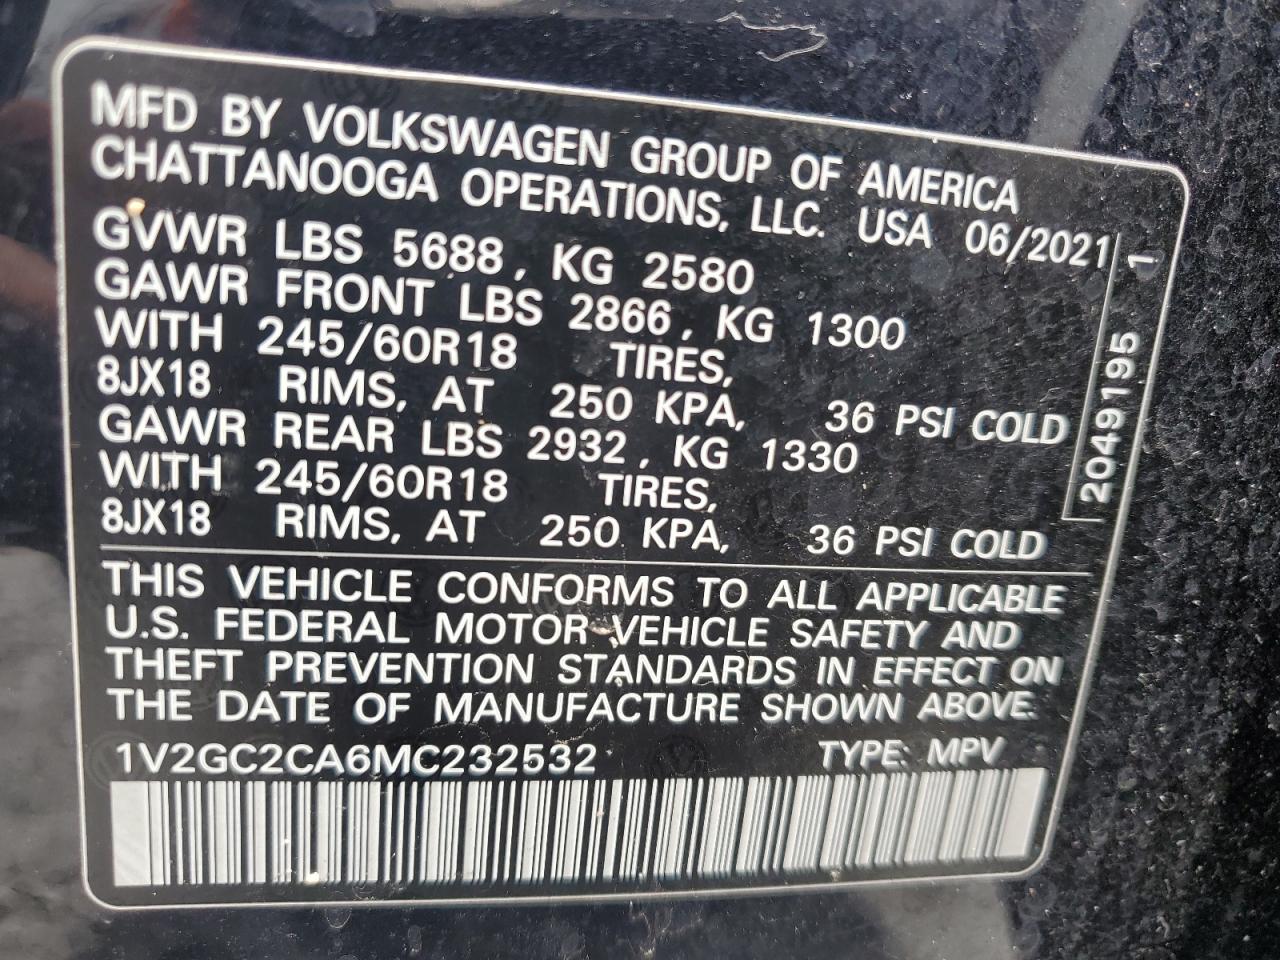 MFD BY VOLKSWAGEN GROUP OF AMERICA
CHATTANOOGA OPERATIONS, LLC. USA 06/2021
GVWR LBS 5688, KG 2580
GAWR FRONT LBS 2866, KG 1300
WITH 245/60R18 TIRES,
8JX18 RIMS, AT 250 KPA, 36 PSI COLD
GAWR REAR LBS 2932, KG 1330
WITH 245/60R18 TIRES,
8JX18 RIMS, AT 250 KPA, 36 PSI COLD
2049195 1
THIS VEHICLE CONFORMS TO ALL APPLICABLE
U.S. FEDERAL MOTOR VEHICLE SAFETY AND
THEFT PREVENTION STANDARDS IN EFFECT ON
THE DATE OF MANUFACTURE SHOWN ABOVE.
1V2GC2CA6MC232532 TYPE: MPV